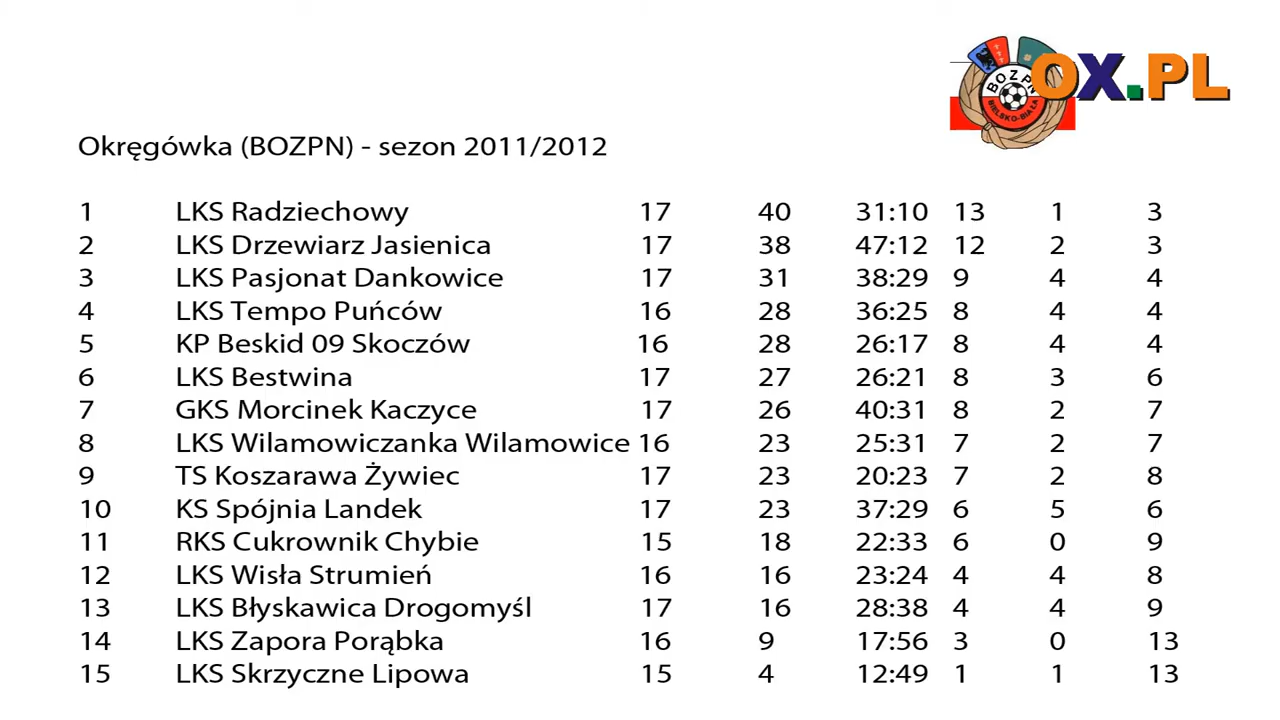 BOZPN
BIELSKO-BIAŁA
OX.PL
Okręgówka (BOZPN) - sezon 2011/2012
1 LKS Radziechowy 17 40 31:10 13 1 3
2 LKS Drzewiarz Jasienica 17 38 47:12 12 2 3
3 LKS Pasjonat Dankowice 17 31 38:29 9 4 4
4 LKS Tempo Puńców 16 28 36:25 8 4 4
5 KP Beskid 09 Skoczów 16 28 26:17 8 4 4
6 LKS Bestwina 17 27 26:21 8 3 6
7 GKS Morcinek Kaczyce 17 26 40:31 8 2 7
8 LKS Wilamowiczanka Wilamowice 16 23 25:31 7 2 7
9 TS Koszarawa Żywiec 17 23 20:23 7 2 8
10 KS Spójnia Landek 17 23 37:29 6 5 6
11 RKS Cukrownik Chybie 15 18 22:33 6 0 9
12 LKS Wisła Strumień 16 16 23:24 4 4 8
13 LKS Błyskawica Drogomyśl 17 16 28:38 4 4 9
14 LKS Zapora Porąbka 16 9 17:56 3 0 13
15 LKS Skrzyczne Lipowa 15 4 12:49 1 1 13